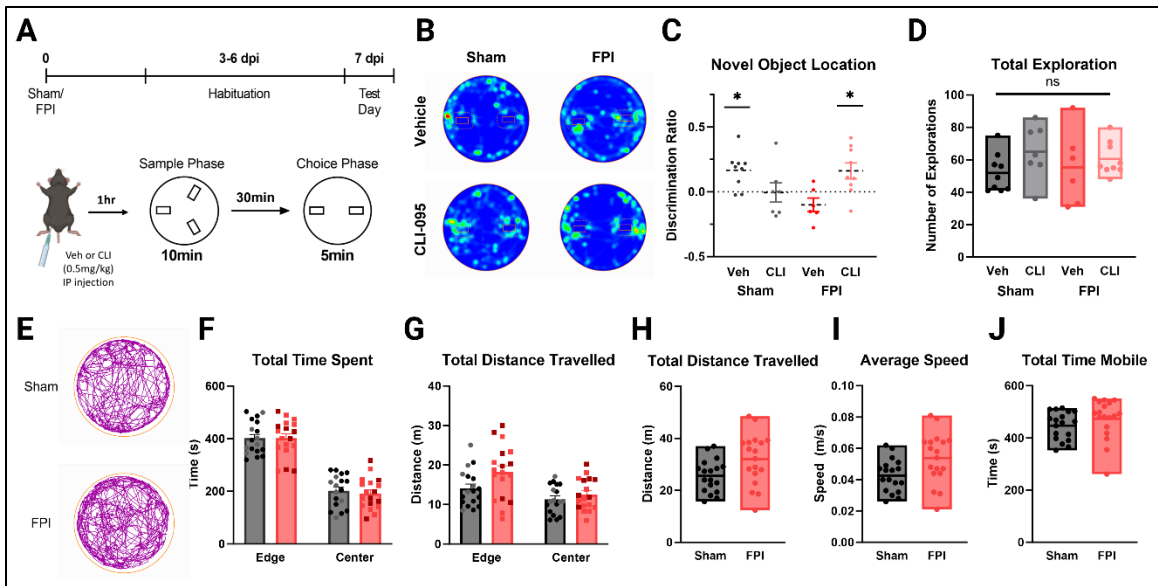 A
0
3-6 dpi
7 dpi
Sham/
FPI
Habituation
Test
Day
Sample Phase
Choice Phase
1hr
30min
10min
5min
Veh or CLI
(0.5mg/kg)
IP injection
B
Sham
FPI
Vehicle
CLI-095
C
Novel Object Location
Discrimination Ratio
*
*
0.5
0.0
-0.5
Veh
CLI
Veh
CLI
Sham
FPI
D
Total Exploration
ns
Number of Explorations
100
80
60
40
20
0
Veh
CLI
Veh
CLI
Sham
FPI
E
Sham
FPI
F
Total Time Spent
Time (s)
600
400
200
0
Edge
Center
G
Total Distance Travelled
Distance (m)
40
30
20
10
0
Edge
Center
H
Total Distance Travelled
Distance (m)
60
40
20
0
Sham
FPI
I
Average Speed
Speed (m/s)
0.10
0.08
0.06
0.04
0.02
0.00
Sham
FPI
J
Total Time Mobile
Time (s)
600
400
200
0
Sham
FPI